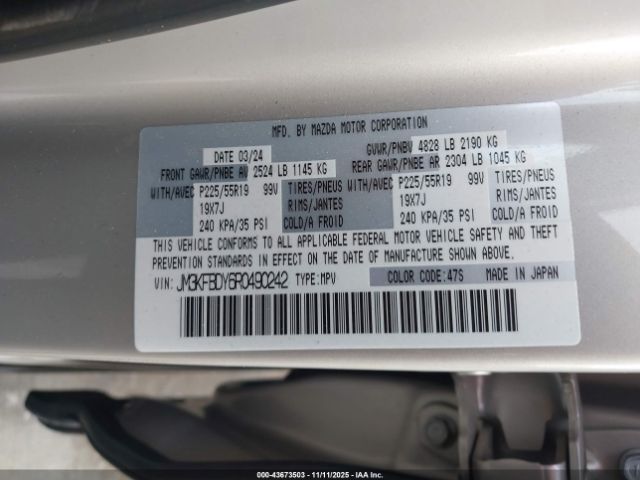 MFD. BY MAZDA MOTOR CORPORATION
DATE 03/24 GVWR/PNBV 4828 LB 2190 KG
FRONT GAWR/PNBE AV 2524 LB 1145 KG REAR GAWR/PNBE AR 2304 LB 1045 KG
WITH/AVEC P225/55R19 99V TIRES/PNEUS WITH/AVEC P225/55R19 99V TIRES/PNEUS
19X7J RIMS/JANTES 19X7J RIMS/JANTES
240 KPA/35 PSI COLD/A FROID 240 KPA/35 PSI COLD/A FROID
THIS VEHICLE CONFORMS TO ALL APPLICABLE FEDERAL MOTOR VEHICLE SAFETY AND THEFT
PREVENTION STANDARDS IN EFFECT ON THE DATE OF MANUFACTURE SHOWN ABOVE.
VIN: JM3KFBDY6R0490242 TYPE:MPV COLOR CODE:47S MADE IN JAPAN
000-43673503 - 11/11/2025 - IAA Inc.